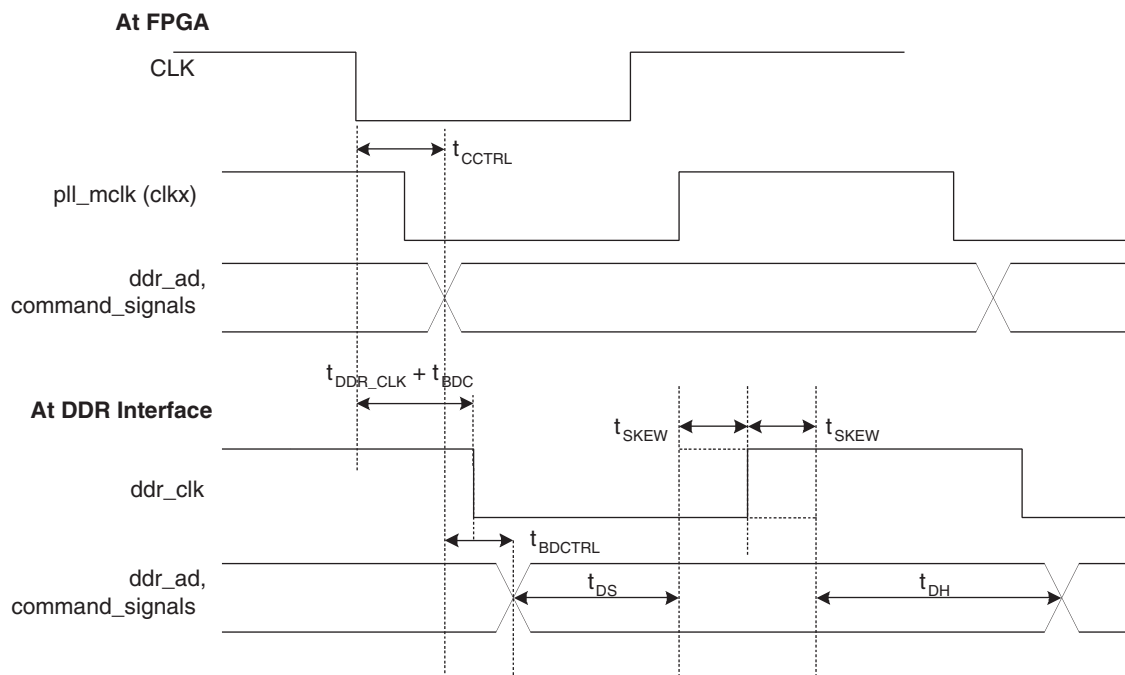 At FPGA
CLK
tCCTRL
pll_mclk (clkx)
ddr_ad,
command_signals
tDDR_CLK + tBDC
At DDR Interface
tSKEW
tSKEW
ddr_clk
tBDCTRL
ddr_ad,
command_signals
tDS
tDH